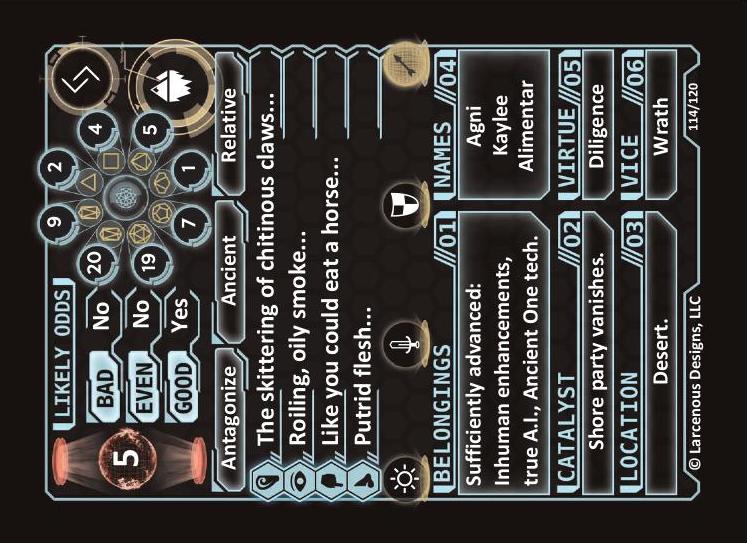 5
LIKELY ODDS
BAD No
EVEN No
GOOD Yes
2
4
5
1
7
19
20
9
Antagonize Ancient Relative
The skittering of chitinous claws...
Roiling, oily smoke...
Like you could eat a horse...
Putrid flesh...
BELONGINGS 01
Sufficiently advanced:
Inhuman enhancements,
true A.I., Ancient One tech.
CATALYST 02
Shore party vanishes.
LOCATION 03
Desert.
NAMES 04
Agni
Kaylee
Alimentar
VIRTUE 05
Diligence
VICE 06
Wrath
© Larcenous Designs, LLC
114/120